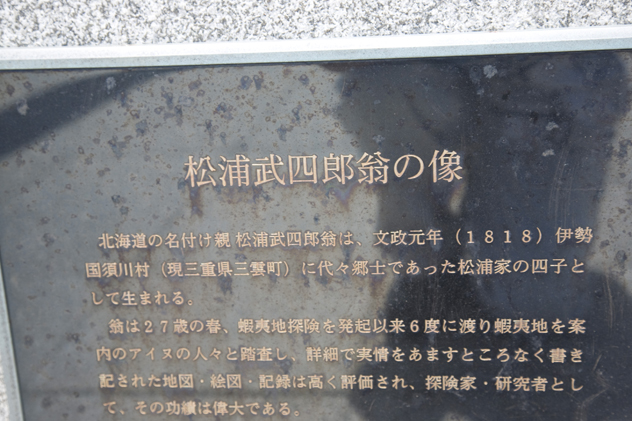 松浦武四郎翁の像
北海道の名付け親 松浦武四郎翁は、文政元年（１８１８）伊勢
国須川村（現三重県三雲町）に代々郷士であった松浦家の四子と
して生まれる。
翁は２７歳の春、蝦夷地探険を発起以来６度に渡り蝦夷地を案
内のアイヌの人々と踏査し、詳細で実情をあますところなく書き
記された地図・絵図・記録は高く評価され、探険家・研究者とし
て、その功績は偉大である。